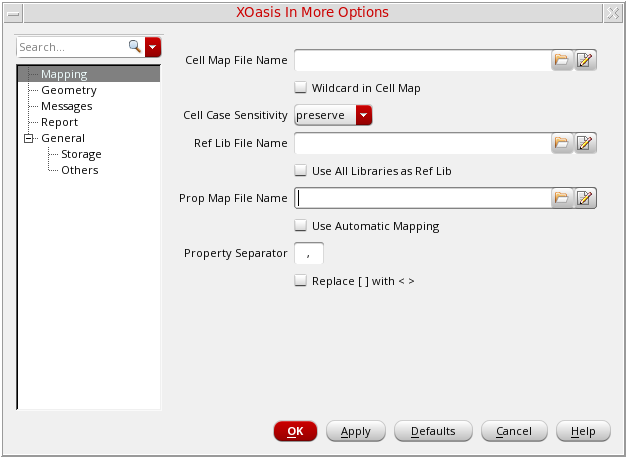 XOasis In More Options
Search...
Mapping
Geometry
Messages
Report
General
Storage
Others
Cell Map File Name
Wildcard in Cell Map
Cell Case Sensitivity preserve
Ref Lib File Name
Use All Libraries as Ref Lib
Prop Map File Name
Use Automatic Mapping
Property Separator ,
Replace [ ] with < >
OK Apply Defaults Cancel Help